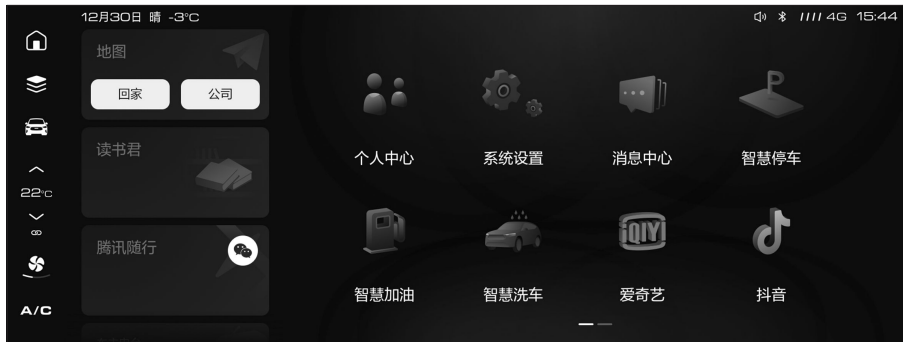 12月30日 晴 -3°C
4G 15:44
地图
回家 公司
读书君
腾讯随行
22°C
A/C
P
个人中心 系统设置 消息中心 智慧停车
iQIYI
智慧加油 智慧洗车 爱奇艺 抖音